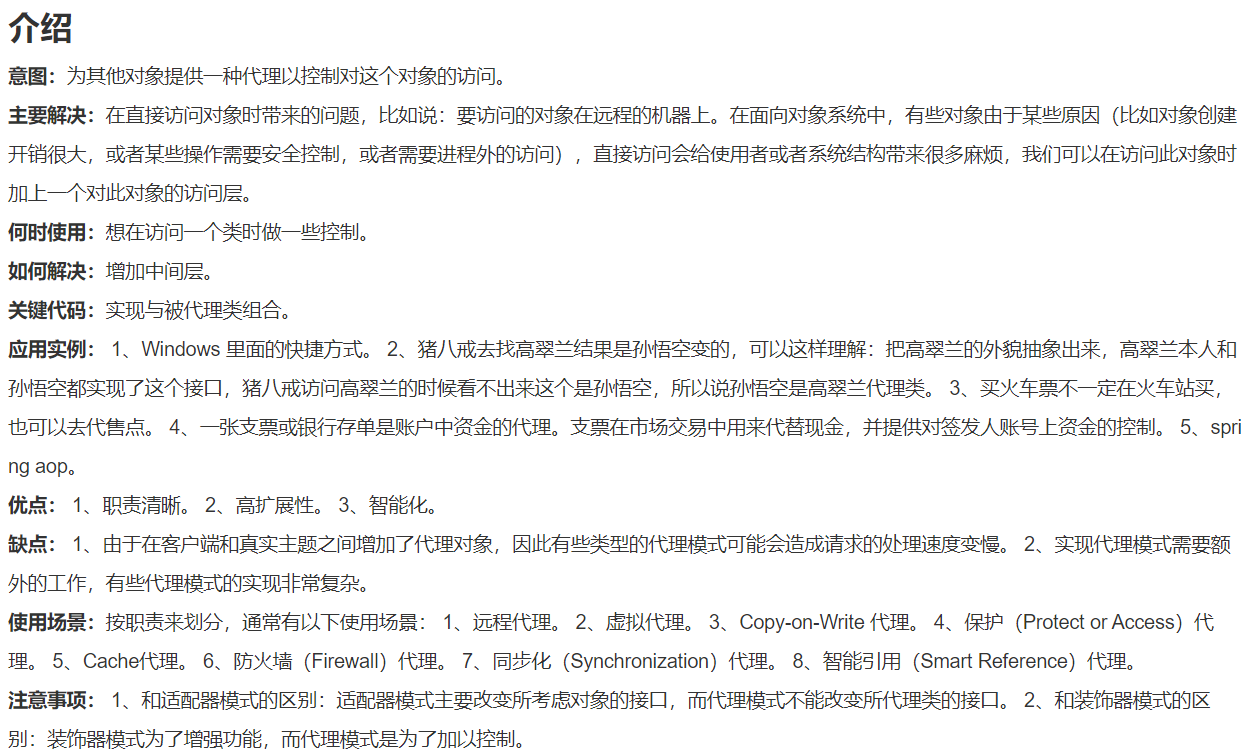 介绍
意图：为其他对象提供一种代理以控制对这个对象的访问。
主要解决：在直接访问对象时带来的问题，比如说：要访问的对象在远程的机器上。在面向对象系统中，有些对象由于某些原因（比如对象创建
开销很大，或者某些操作需要安全控制，或者需要进程外的访问），直接访问会给使用者或者系统结构带来很多麻烦，我们可以在访问此对象时
加上一个对此对象的访问层。
何时使用：想在访问一个类时做一些控制。
如何解决：增加中间层。
关键代码：实现与被代理类组合。
应用实例： 1、Windows 里面的快捷方式。 2、猪八戒去找高翠兰结果是孙悟空变的，可以这样理解：把高翠兰的外貌抽象出来，高翠兰本人和
孙悟空都实现了这个接口，猪八戒访问高翠兰的时候看不出来这个是孙悟空，所以说孙悟空是高翠兰代理类。 3、买火车票不一定在火车站买，
也可以去代售点。 4、一张支票或银行存单是账户中资金的代理。支票在市场交易中用来代替现金，并提供对签发人账号上资金的控制。 5、spri
ng aop。
优点： 1、职责清晰。 2、高扩展性。 3、智能化。
缺点： 1、由于在客户端和真实主题之间增加了代理对象，因此有些类型的代理模式可能会造成请求的处理速度变慢。 2、实现代理模式需要额
外的工作，有些代理模式的实现非常复杂。
使用场景：按职责来划分，通常有以下使用场景： 1、远程代理。 2、虚拟代理。 3、Copy-on-Write 代理。 4、保护（Protect or Access）代
理。 5、Cache代理。 6、防火墙（Firewall）代理。 7、同步化（Synchronization）代理。 8、智能引用（Smart Reference）代理。
注意事项： 1、和适配器模式的区别：适配器模式主要改变所考虑对象的接口，而代理模式不能改变所代理类的接口。 2、和装饰器模式的区
别：装饰器模式为了增强功能，而代理模式是为了加以控制。